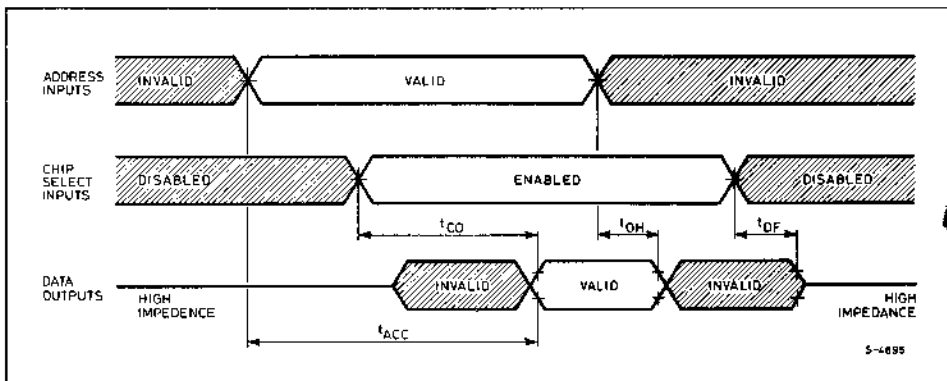 ADDRESS
INPUTS
INVALID
VALID
INVALID
CHIP
SELECT
INPUTS
DISABLED
ENABLED
DISABLED
tCO
tOH
tDF
DATA
OUTPUTS
HIGH
IMPEDENCE
INVALID
VALID
INVALID
HIGH
IMPEDANCE
tACC
S-4695